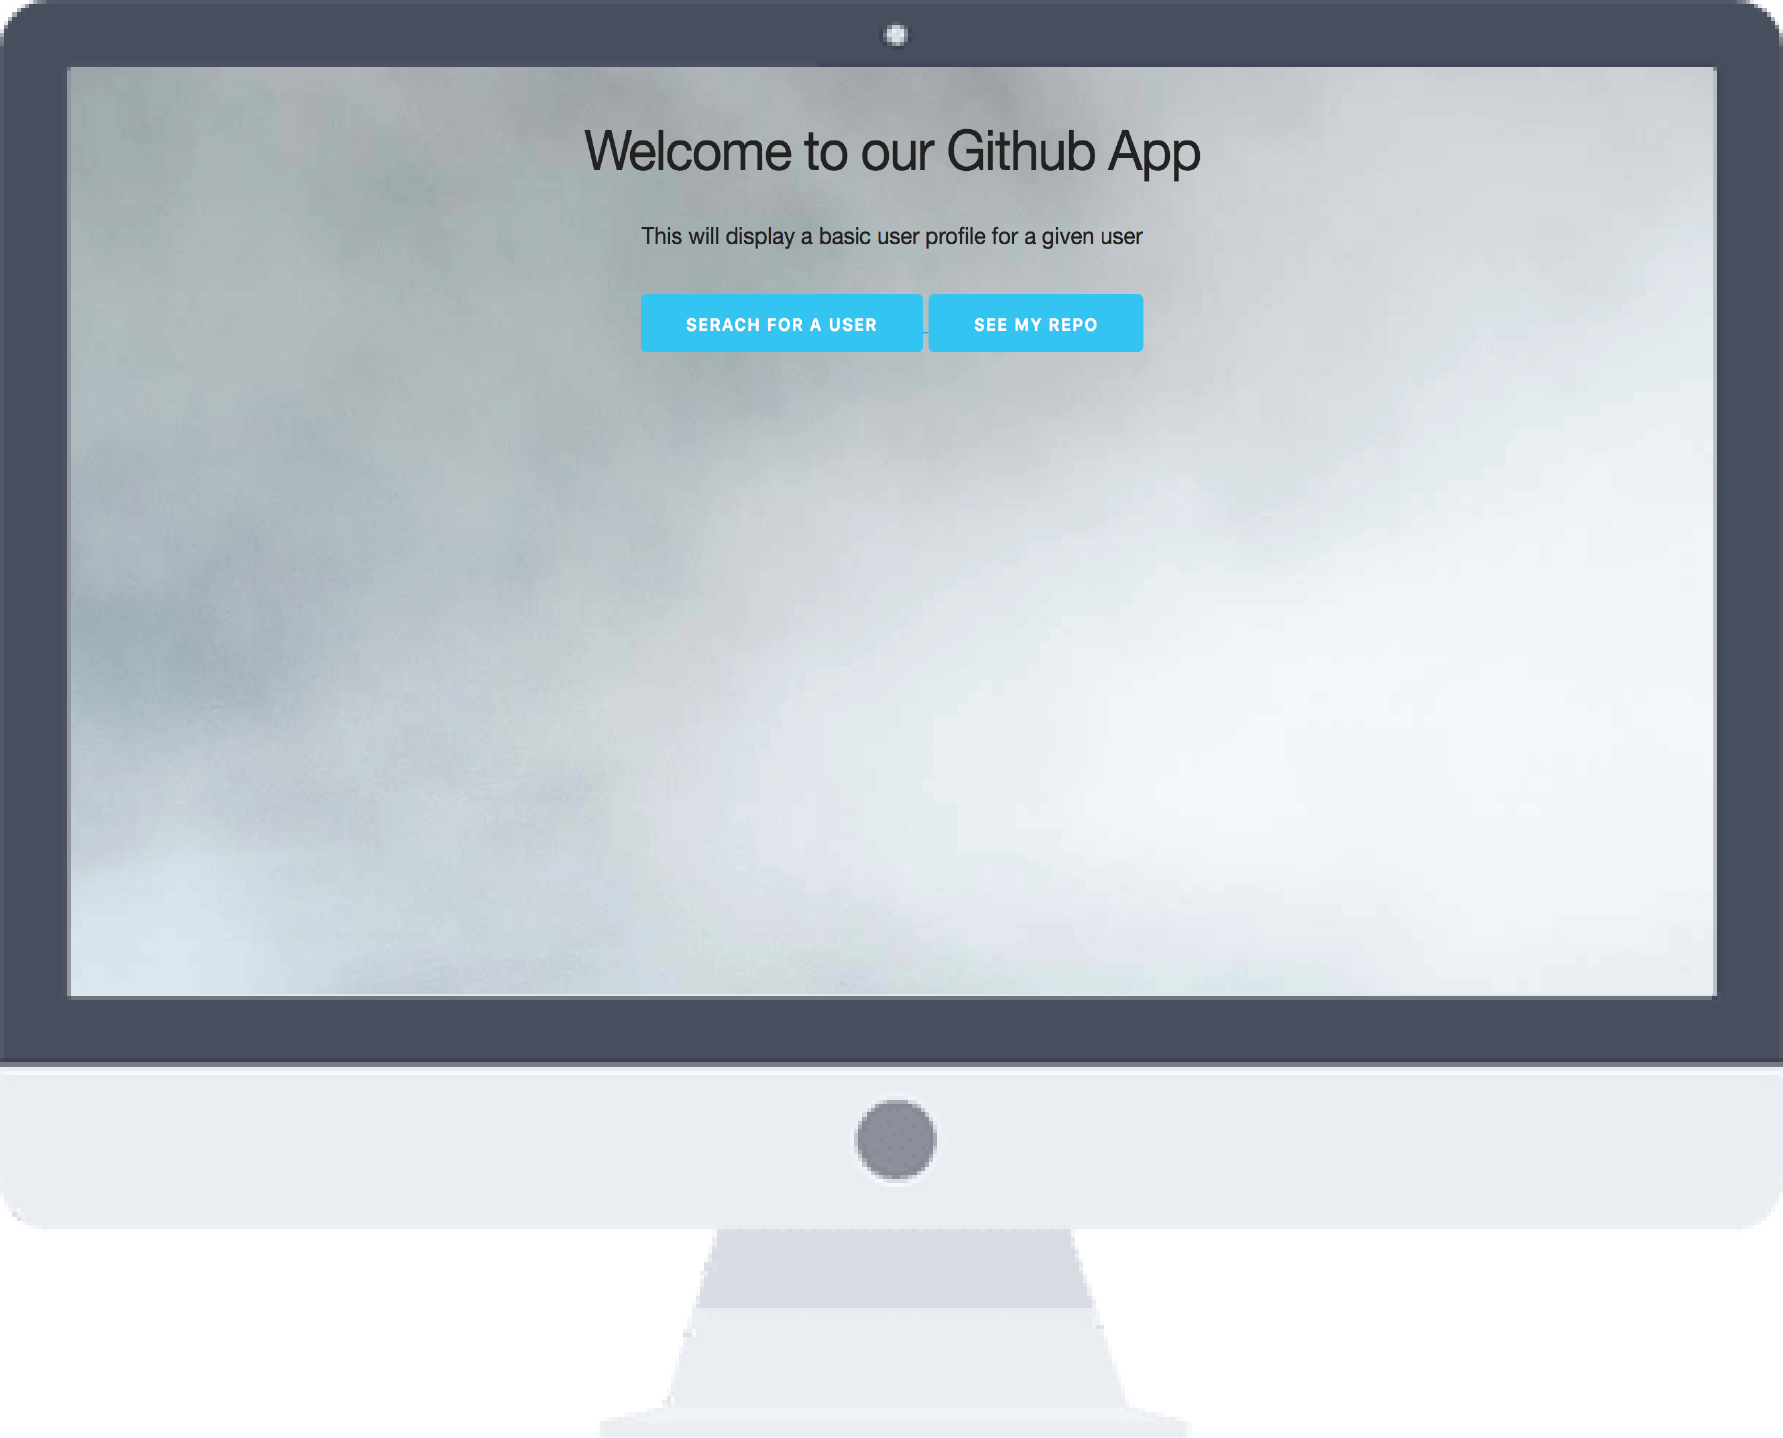 Welcome to our Github App
This will display a basic user profile for a given user
SERACH FOR A USER SEE MY REPO